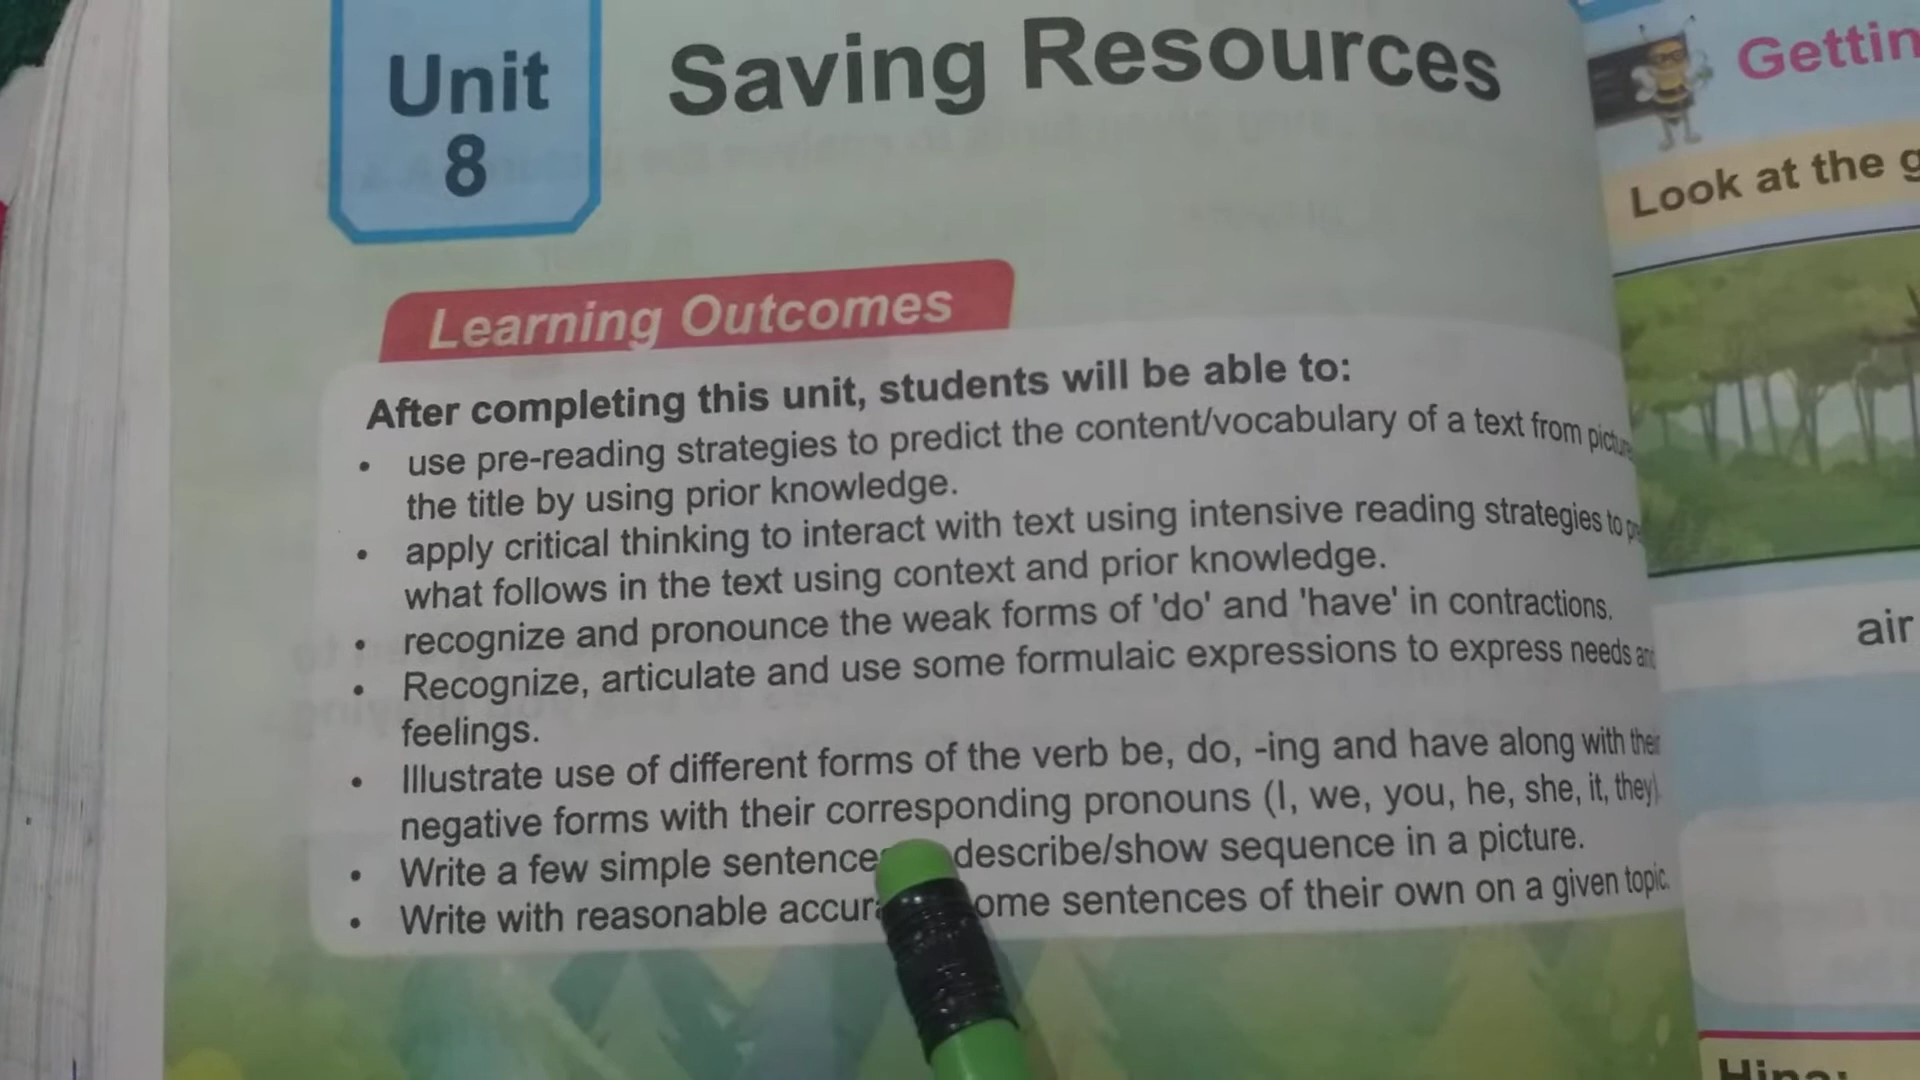 Unit
8
Saving Resources
Learning Outcomes
After completing this unit, students will be able to:
• use pre-reading strategies to predict the content/vocabulary of a text from
the title by using prior knowledge.
• apply critical thinking to interact with text using intensive reading strategies to
what follows in the text using context and prior knowledge.
• recognize and pronounce the weak forms of 'do' and 'have' in contractions.
• Recognize, articulate and use some formulaic expressions to express needs and
feelings.
• Illustrate use of different forms of the verb be, do, -ing and have along with their
negative forms with their corresponding pronouns (I, we, you, he, she, it, they).
• Write a few simple describe/show sequence in a picture.
• Write with reasonable sentences of their own on a given topic.
Look at the
air